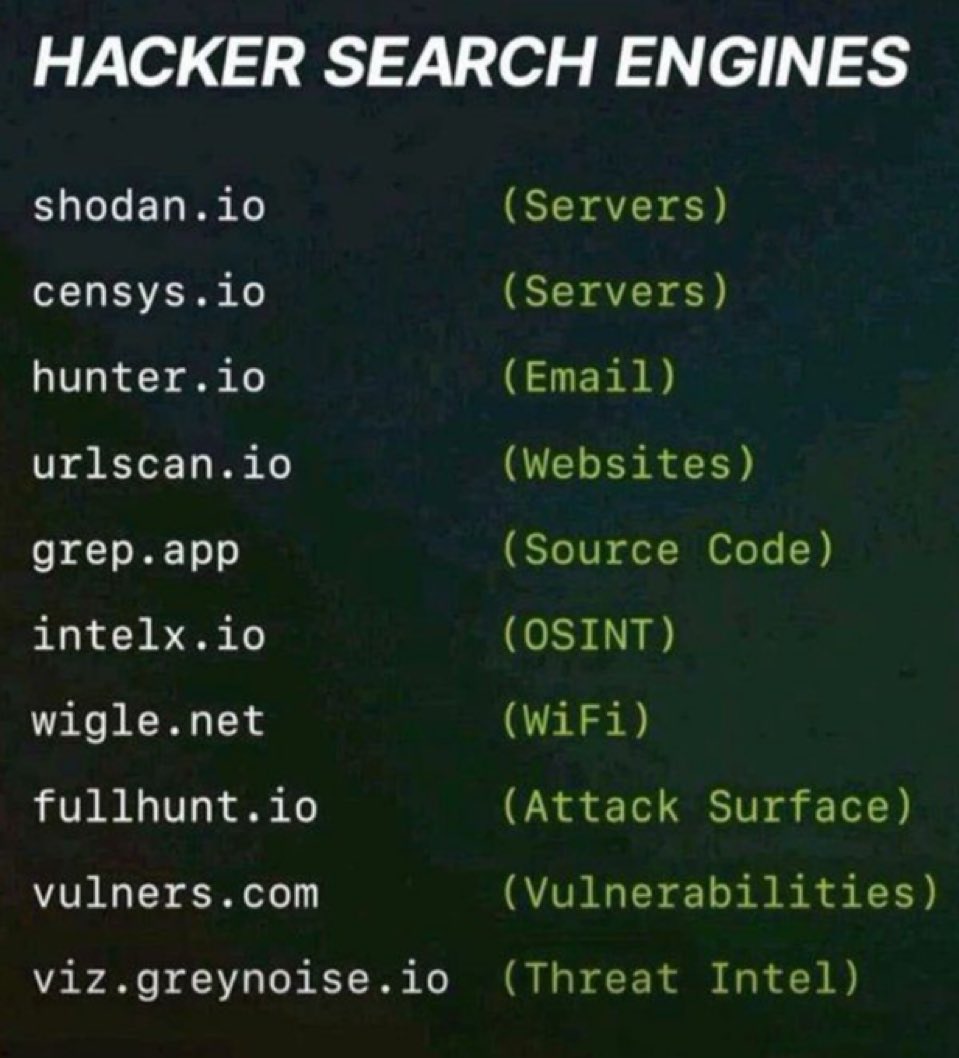 HACKER SEARCH ENGINES
shodan.io (Servers)
censys.io (Servers)
hunter.io (Email)
urlscan.io (Websites)
grep.app (Source Code)
intelx.io (OSINT)
wigle.net (WiFi)
fullhunt.io (Attack Surface)
vulners.com (Vulnerabilities)
viz.greynoise.io (Threat Intel)